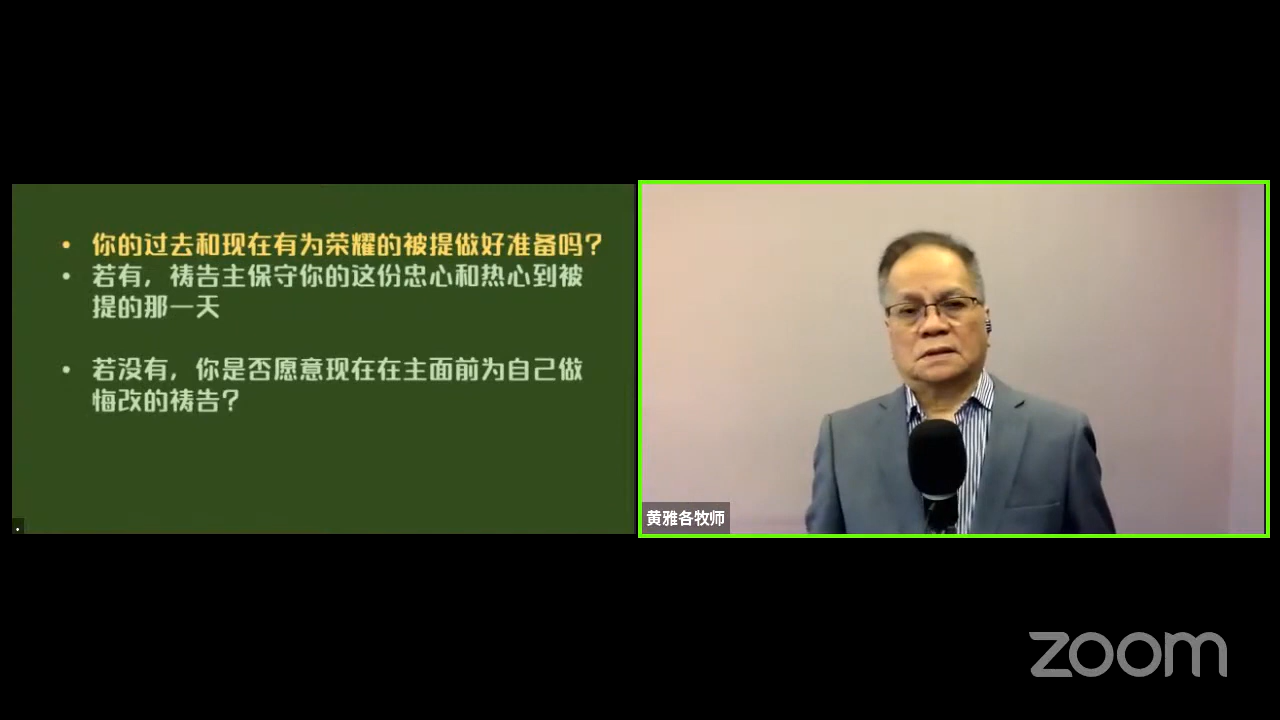 • 你的过去和现在有为荣耀的被提做好准备吗？
• 若有，祷告主保守你的这份忠心和热心到被
提的那一天
• 若没有，你是否愿意现在在主面前为自己做
悔改的祷告？
.
黄雅各牧师
zoom